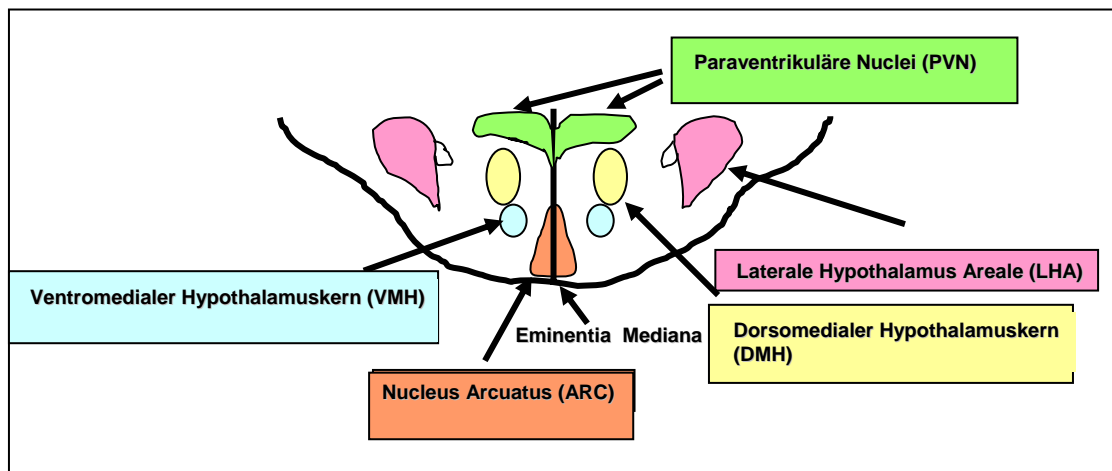 Paraventrikuläre Nuclei (PVN)
Laterale Hypothalamus Areale (LHA)
Ventromedialer Hypothalamuskern (VMH)
Eminentia Mediana
Dorsomedialer Hypothalamuskern
(DMH)
Nucleus Arcuatus (ARC)